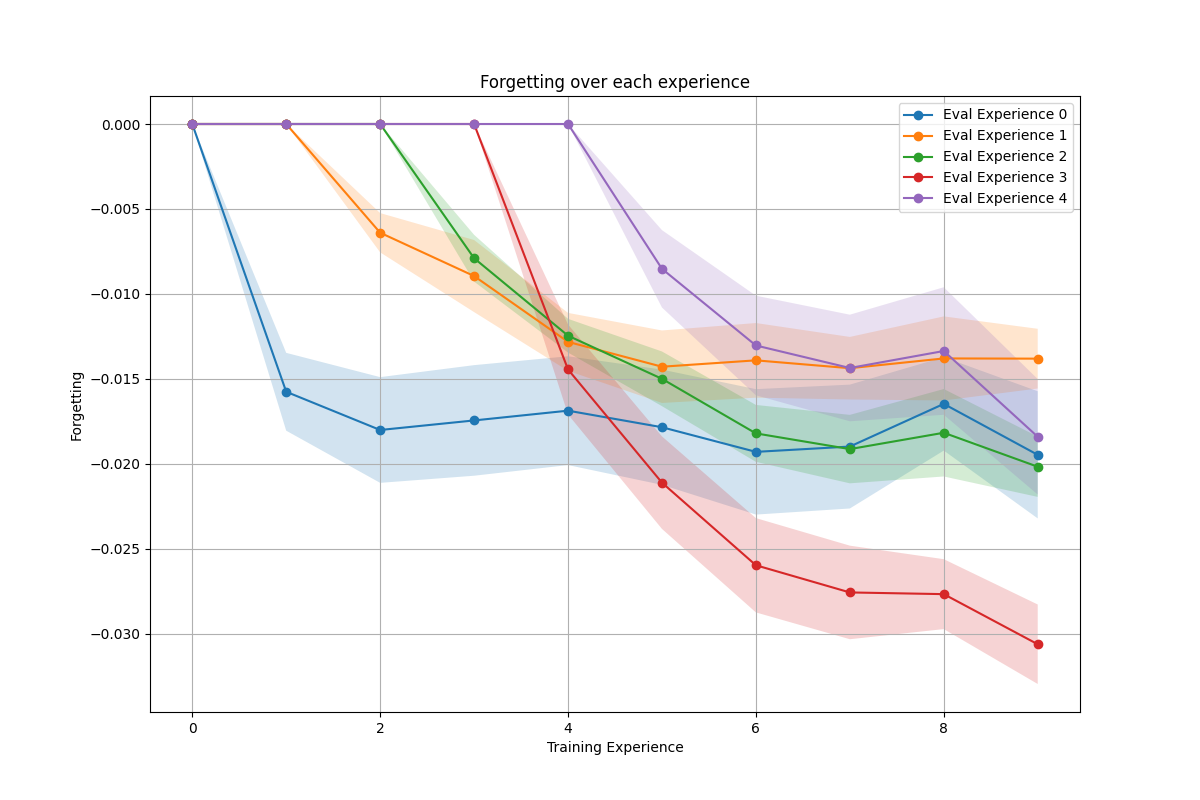 Forgetting over each experience
Eval Experience 0
Eval Experience 1
Eval Experience 2
Eval Experience 3
Eval Experience 4
0.000
−0.005
−0.010
−0.015
−0.020
−0.025
−0.030
Forgetting
0 2 4 6 8
Training Experience